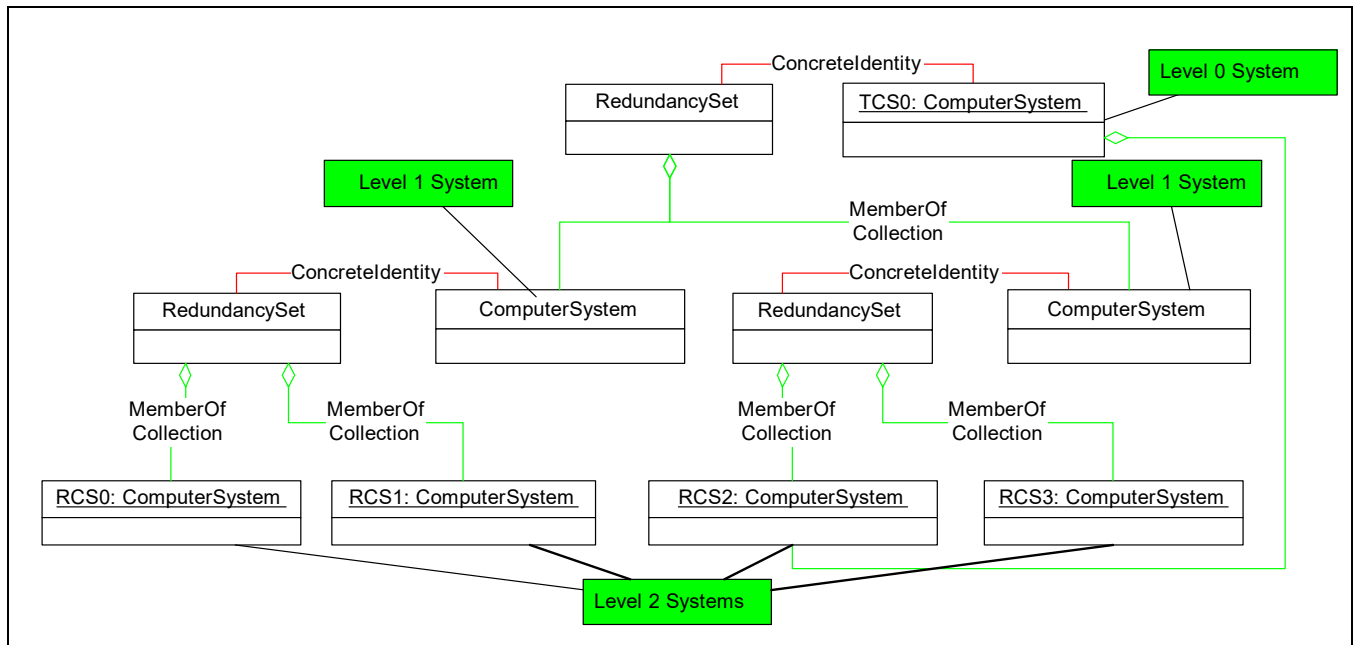 ConcreteIdentity
Level 0 System
RedundancySet
TCS0: ComputerSystem
Level 1 System
Level 1 System
MemberOf
Collection
ConcreteIdentity
ConcreteIdentity
RedundancySet
ComputerSystem
RedundancySet
ComputerSystem
MemberOf
Collection
MemberOf
Collection
MemberOf
Collection
MemberOf
Collection
RCS0: ComputerSystem
RCS1: ComputerSystem
RCS2: ComputerSystem
RCS3: ComputerSystem
Level 2 Systems